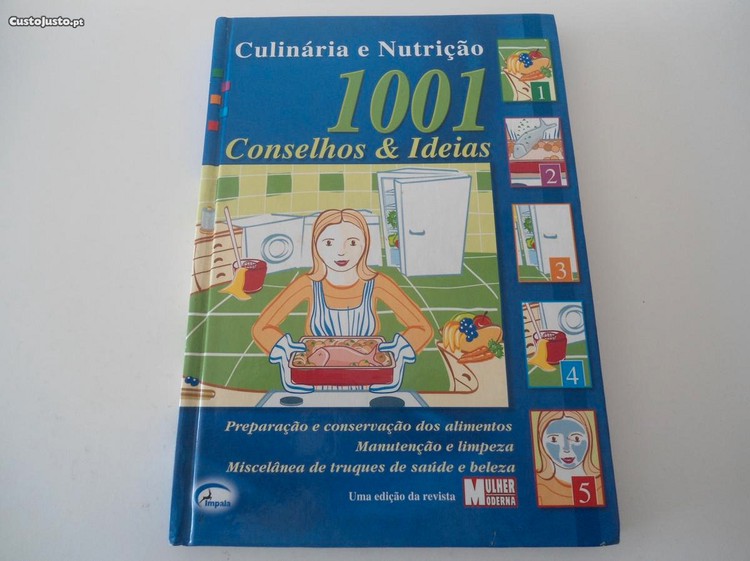 CustoJusto.pt
Culinária e Nutrição
1001
Conselhos & Ideias
1
2
3
4
5
Preparação e conservação dos alimentos
Manutenção e limpeza
Miscelânea de truques de saúde e beleza
Uma edição da revista MULHER MODERNA
Impala